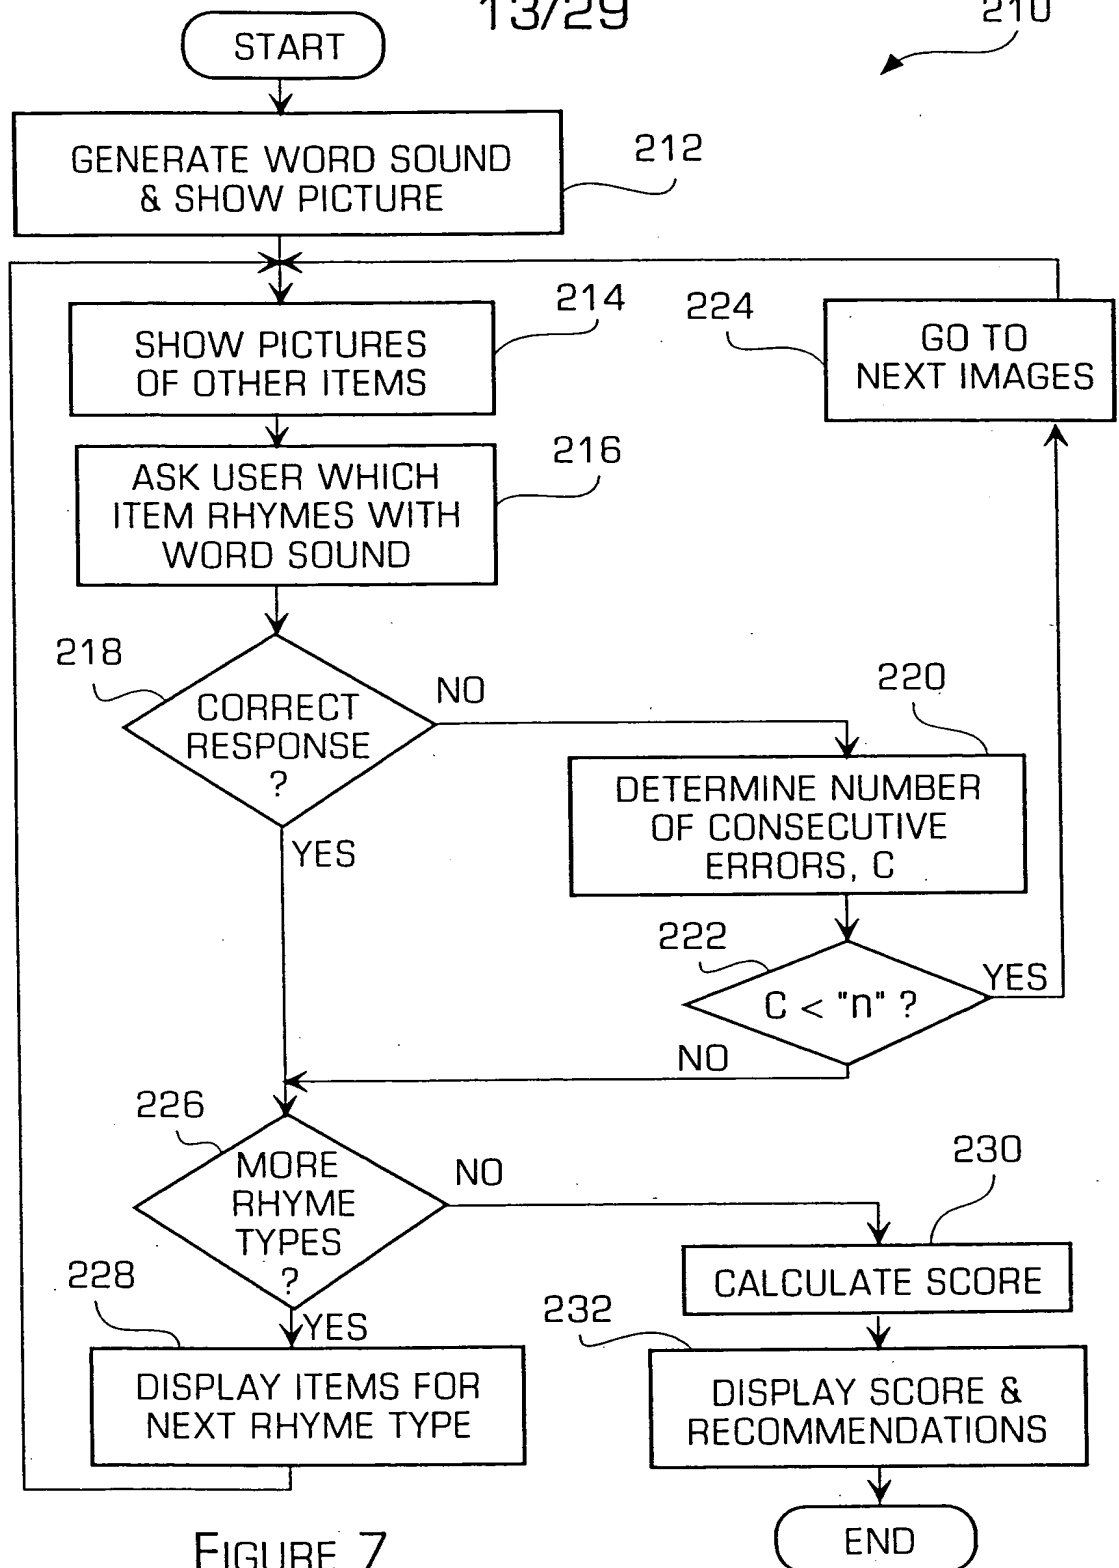 13/29
210
START
GENERATE WORD SOUND
& SHOW PICTURE
212
SHOW PICTURES
OF OTHER ITEMS
214
224
GO TO
NEXT IMAGES
ASK USER WHICH
ITEM RHYMES WITH
WORD SOUND
216
218
CORRECT
RESPONSE
?
NO
YES
220
DETERMINE NUMBER
OF CONSECUTIVE
ERRORS, C
222
C < "n" ?
YES
NO
226
MORE
RHYME
TYPES
?
NO
YES
230
CALCULATE SCORE
228
DISPLAY ITEMS FOR
NEXT RHYME TYPE
232
DISPLAY SCORE &
RECOMMENDATIONS
END
FIGURE 7